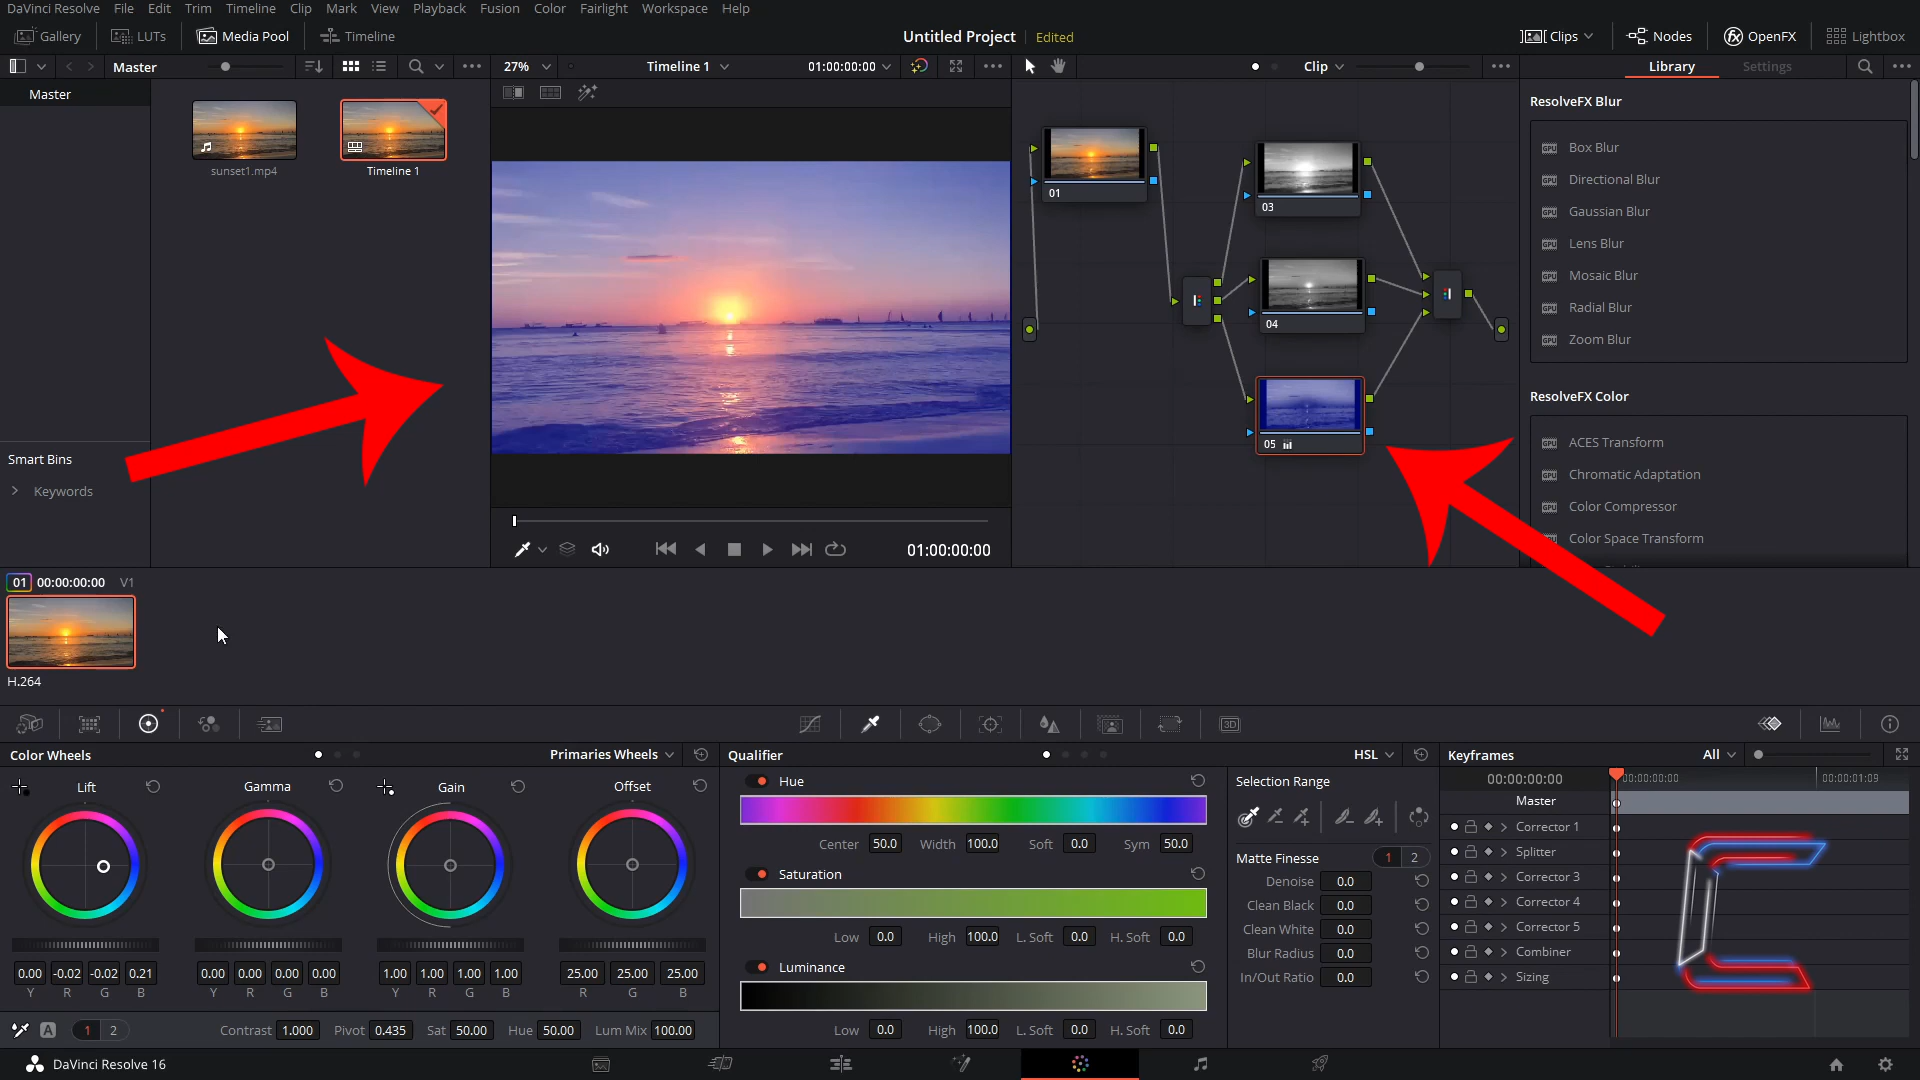 DaVinci Resolve File Edit Trim Timeline Clip Mark View Playback Fusion Color Fairlight Workspace Help
Gallery LUTs Media Pool Timeline Untitled Project Edited Clips Nodes OpenFX Lightbox
Master 27% Timeline 1 01:00:00:00 Clip Library Settings
Master
sunset1.mp4 Timeline 1
Smart Bins
Keywords
01:00:00:00
01
03
04
05
ResolveFX Blur
GPU Box Blur
GPU Directional Blur
GPU Gaussian Blur
GPU Lens Blur
GPU Mosaic Blur
GPU Radial Blur
GPU Zoom Blur
ResolveFX Color
GPU ACES Transform
GPU Chromatic Adaptation
GPU Color Compressor
GPU Color Space Transform
01 00:00:00:00 V1
H.264
3D
Color Wheels Primaries Wheels
Lift Gamma Gain Offset
0.00 -0.02 -0.02 0.21 0.00 0.00 0.00 0.00 1.00 1.00 1.00 1.00 25.00 25.00 25.00
Y R G B Y R G B Y R G B R G B
A 1 2 Contrast 1.000 Pivot 0.435 Sat 50.00 Hue 50.00 Lum Mix 100.00
Qualifier HSL
Hue
Center 50.0 Width 100.0 Soft 0.0 Sym 50.0
Saturation
Low 0.0 High 100.0 L. Soft 0.0 H. Soft 0.0
Luminance
Low 0.0 High 100.0 L. Soft 0.0 H. Soft 0.0
Selection Range
Matte Finesse 1 2
Denoise 0.0
Clean Black 0.0
Clean White 0.0
Blur Radius 0.0
In/Out Ratio 0.0
Keyframes All
00:00:00:00 00:00:00:00 00:00:01:09
Master
Corrector 1
Splitter
Corrector 3
Corrector 4
Corrector 5
Combiner
Sizing
DaVinci Resolve 16